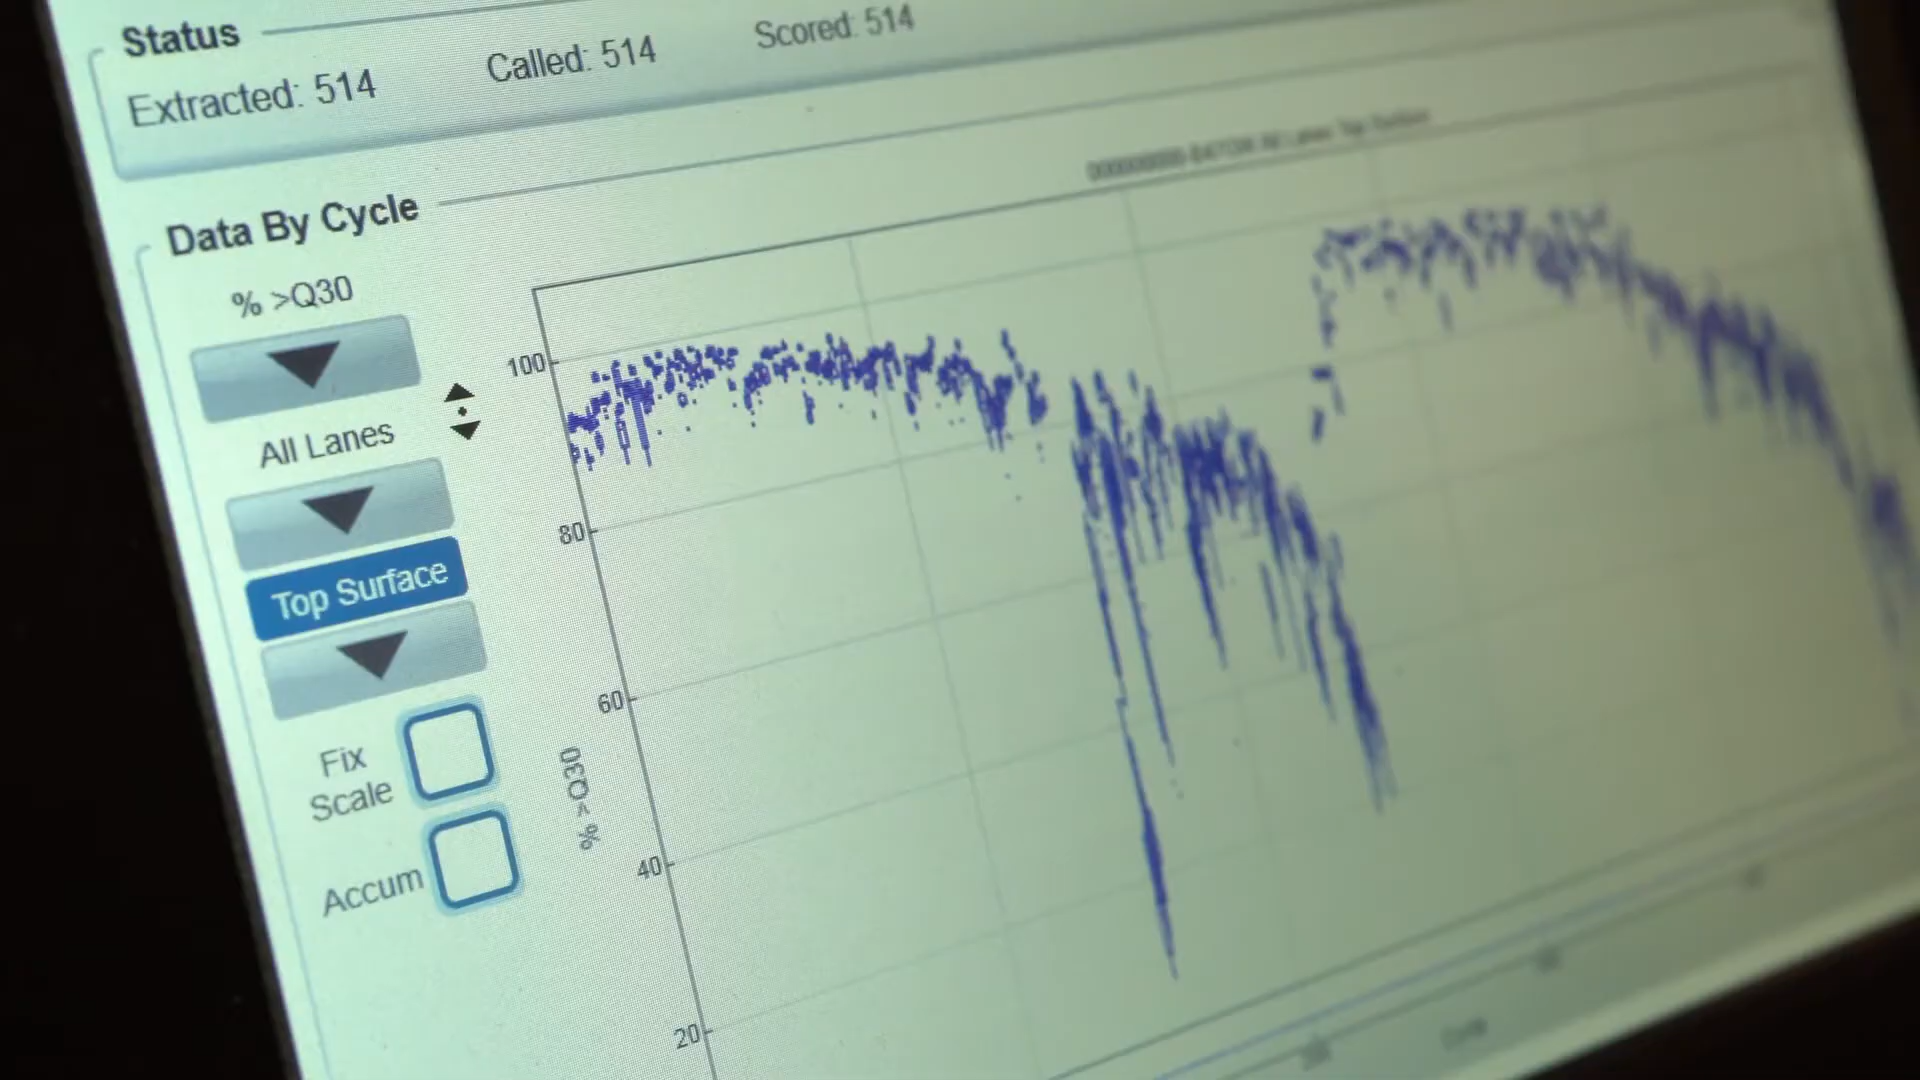 Status
Extracted: 514 Called: 514 Scored: 514
Data By Cycle
% >Q30
All Lanes
Top Surface
Fix
Scale
Accum
100
80
60
40
20
% > Q30